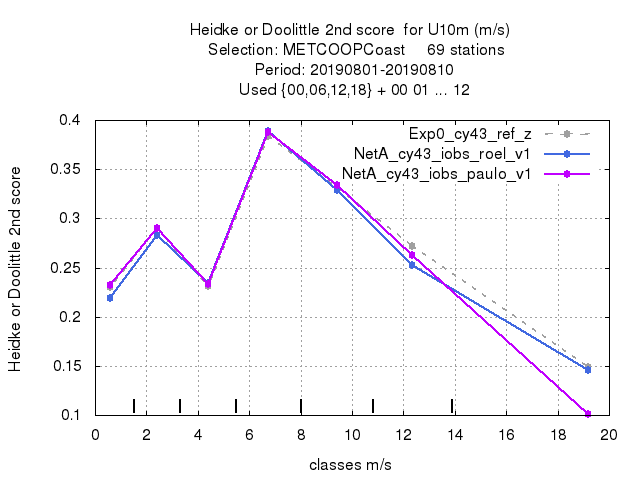 Heidke or Doolittle 2nd score  for U10m (m/s)
Selection: METCOOPCoast     69 stations
Period: 20190801-20190810
Used {00,06,12,18} + 00 01 ... 12
Exp0_cy43_ref_z
NetA_cy43_iobs_roel_v1
NetA_cy43_iobs_paulo_v1
Heidke or Doolittle 2nd score
0.4
0.35
0.3
0.25
0.2
0.15
0.1
0 2 4 6 8 10 12 14 16 18 20
classes m/s